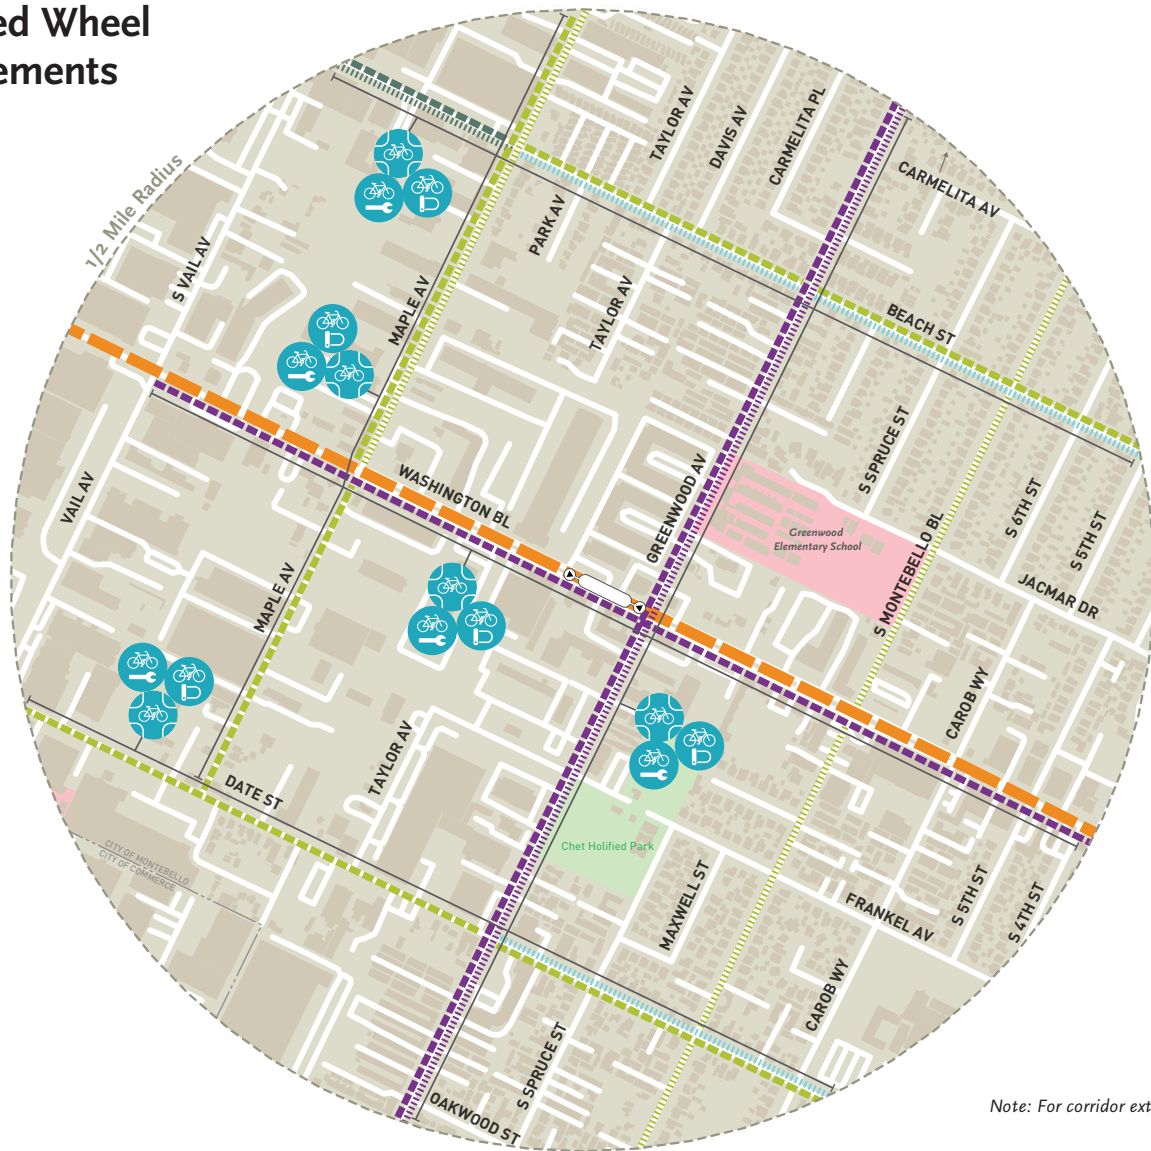 ed Wheel
ements
1/2 Mile Radius
TAYLOR AV
DAVIS AV
CARMELITA PL
CARMELITA AV
S VAIL AV
PARK AV
MAPLE AV
TAYLOR AV
BEACH ST
WASHINGTON BL
GREENWOOD AV
S SPRUCE ST
VAIL AV
Greenwood
Elementary School
S MONTEBELLO BL
S 6TH ST
S 5TH ST
JACMAR DR
MAPLE AV
CAROB WY
TAYLOR AV
DATE ST
CITY OF MONTEBELLO
CITY OF COMMERCE
Chet Holified Park
MAXWELL ST
FRANKEL AV
S 5TH ST
S 4TH ST
CAROB WY
S SPRUCE ST
OAKWOOD ST
Note: For corridor ext